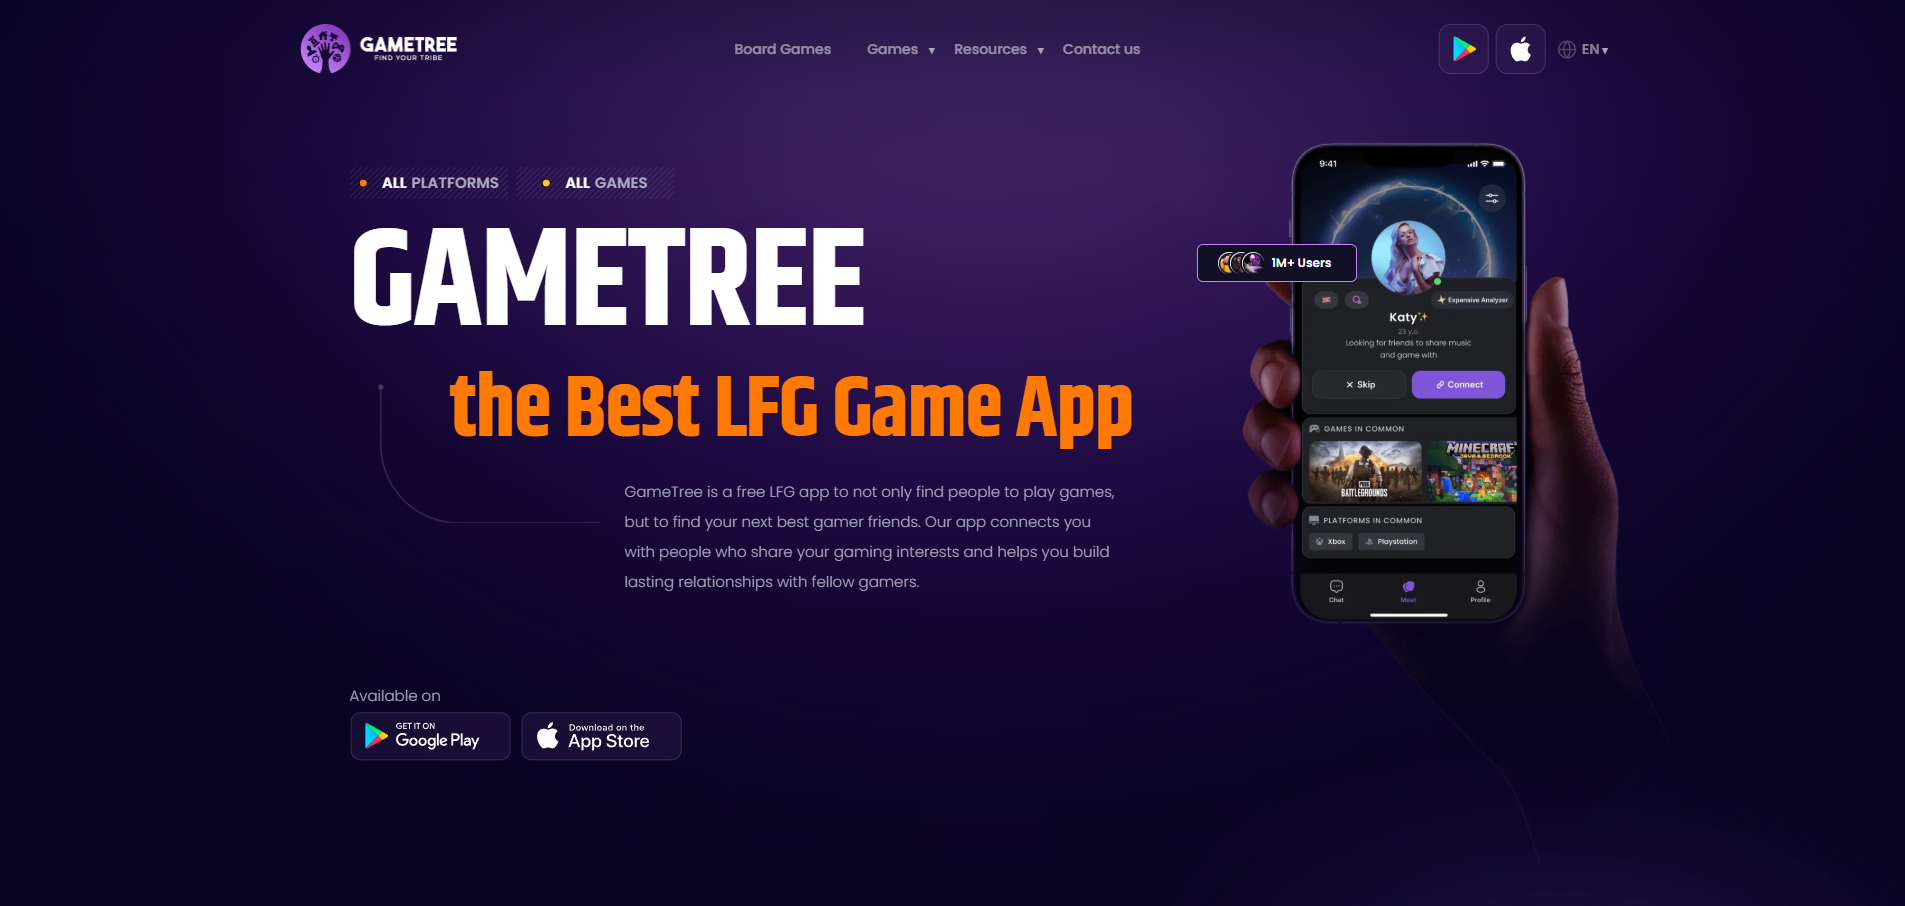 GAMETREE
FIND YOUR TRIBE
Board Games
Games ▼
Resources ▼
Contact us
EN▼
ALL PLATFORMS
ALL GAMES
GAMETREE
the Best LFG Game App
GameTree is a free LFG app to not only find people to play games,
but to find your next best gamer friends. Our app connects you
with people who share your gaming interests and helps you build
lasting relationships with fellow gamers.
Available on
GET IT ON
Google Play
Download on the
App Store
9:41
1M+ Users
Expansive Analyzer
Katy
23 y.o.
Looking for friends to share music
and game with
Skip
Connect
GAMES IN COMMON
PUBG
BATTLEGROUNDS
MINECRAF
JAVA & BEDROCK
PLATFORMS IN COMMON
Xbox
Playstation
Chat
Meet
Profile